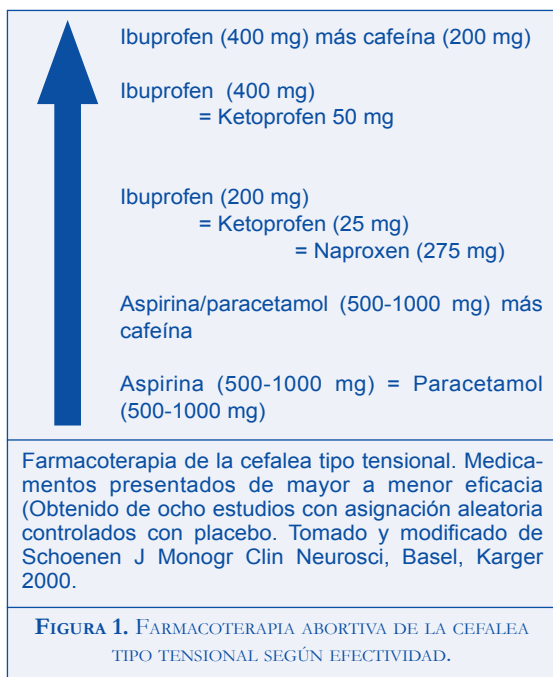 Ibuprofen (400 mg) más cafeína (200 mg)
Ibuprofen (400 mg)
= Ketoprofen 50 mg
Ibuprofen (200 mg)
= Ketoprofen (25 mg)
= Naproxen (275 mg)
Aspirina/paracetamol (500-1000 mg) más
cafeína
Aspirina (500-1000 mg) = Paracetamol
(500-1000 mg)
Farmacoterapia de la cefalea tipo tensional. Medica-
mentos presentados de mayor a menor eficacia
(Obtenido de ocho estudios con asignación aleatoria
controlados con placebo. Tomado y modificado de
Schoenen J Monogr Clin Neurosci, Basel, Karger
2000.
FIGURA 1. FARMACOTERAPIA ABORTIVA DE LA CEFALEA
TIPO TENSIONAL SEGÚN EFECTIVIDAD.